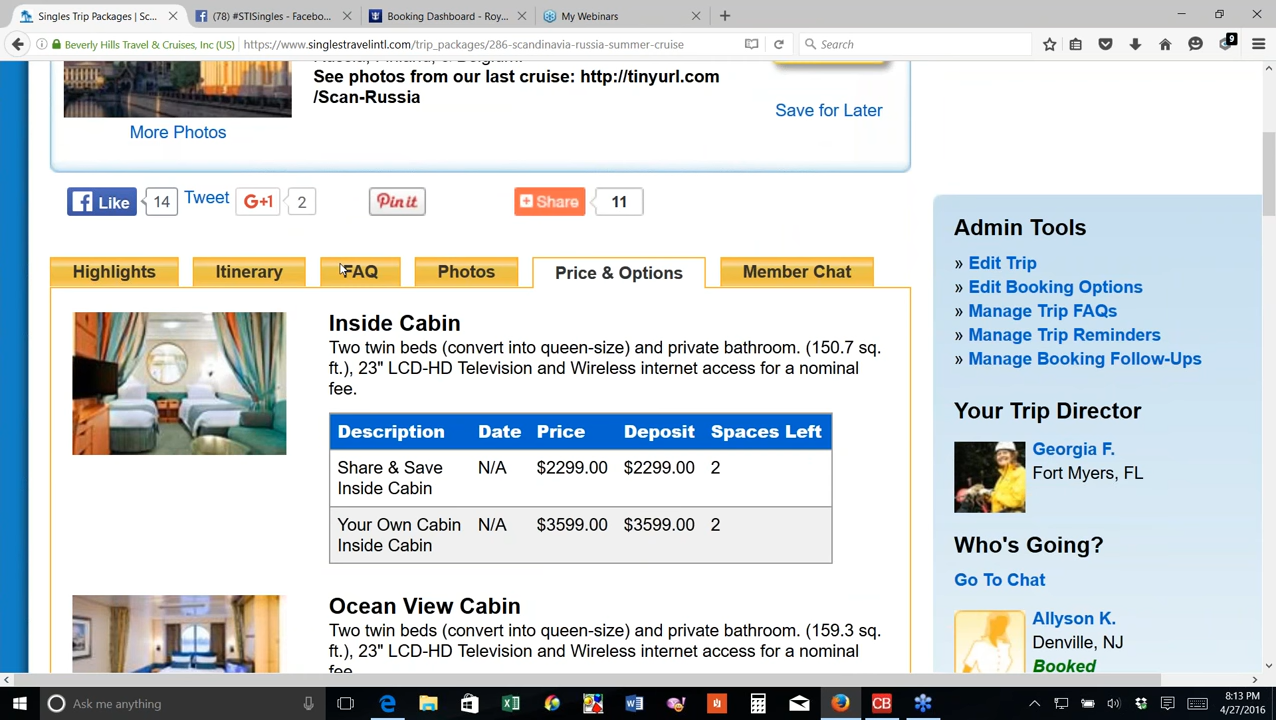 Singles Trip Packages | Sc...
(78) #STISingles - Facebo...
Booking Dashboard - Roy...
My Webinars
Beverly Hills Travel & Cruises, Inc (US)
https://www.singlestravelintl.com/trip_packages/286-scandinavia-russia-summer-cruise
Search
9
See photos from our last cruise: http://tinyurl.com
/Scan-Russia
More Photos
Save for Later
Like
14
Tweet
G+1
2
Pin it
Share
11
Highlights
Itinerary
FAQ
Photos
Price & Options
Member Chat
Inside Cabin
Two twin beds (convert into queen-size) and private bathroom. (150.7 sq.
ft.), 23" LCD-HD Television and Wireless internet access for a nominal
fee.
Description Date Price Deposit Spaces Left
Share & Save
Inside Cabin
N/A $2299.00 $2299.00 2
Your Own Cabin
Inside Cabin
N/A $3599.00 $3599.00 2
Ocean View Cabin
Two twin beds (convert into queen-size) and private bathroom. (159.3 sq.
ft.), 23" LCD-HD Television and Wireless internet access for a nominal
fee.
Admin Tools
» Edit Trip
» Edit Booking Options
» Manage Trip FAQs
» Manage Trip Reminders
» Manage Booking Follow-Ups
Your Trip Director
Georgia F.
Fort Myers, FL
Who's Going?
Go To Chat
Allyson K.
Denville, NJ
Booked
Ask me anything
CB
8:13 PM
4/27/2016